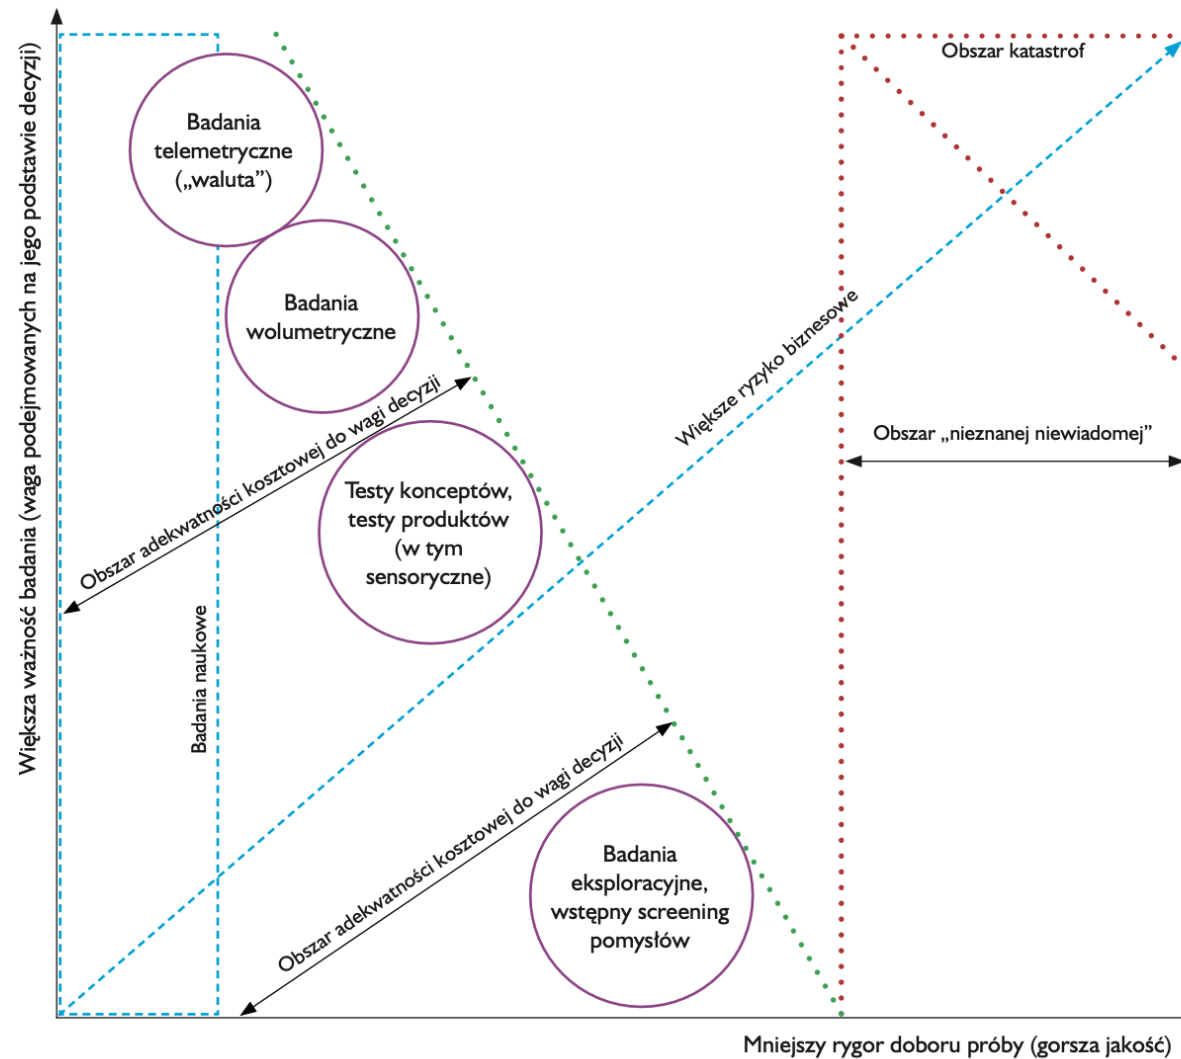 Większa ważność badania (waga podejmowanych na jego podstawie decyzji)
Obszar katastrof
Badania
telemetryczne
(„waluta”)
Badania
wolumetryczne
Większe ryzyko biznesowe
Obszar adekwatności kosztowej do wagi decyzji
Obszar „nieznanej niewiadomej”
Testy konceptów,
testy produktów
(w tym
sensoryczne)
Badania naukowe
Obszar adekwatności kosztowej do wagi decyzji
Badania
eksploracyjne,
wstępny screening
pomysłów
Mniejszy rygor doboru próby (gorsza jakość)